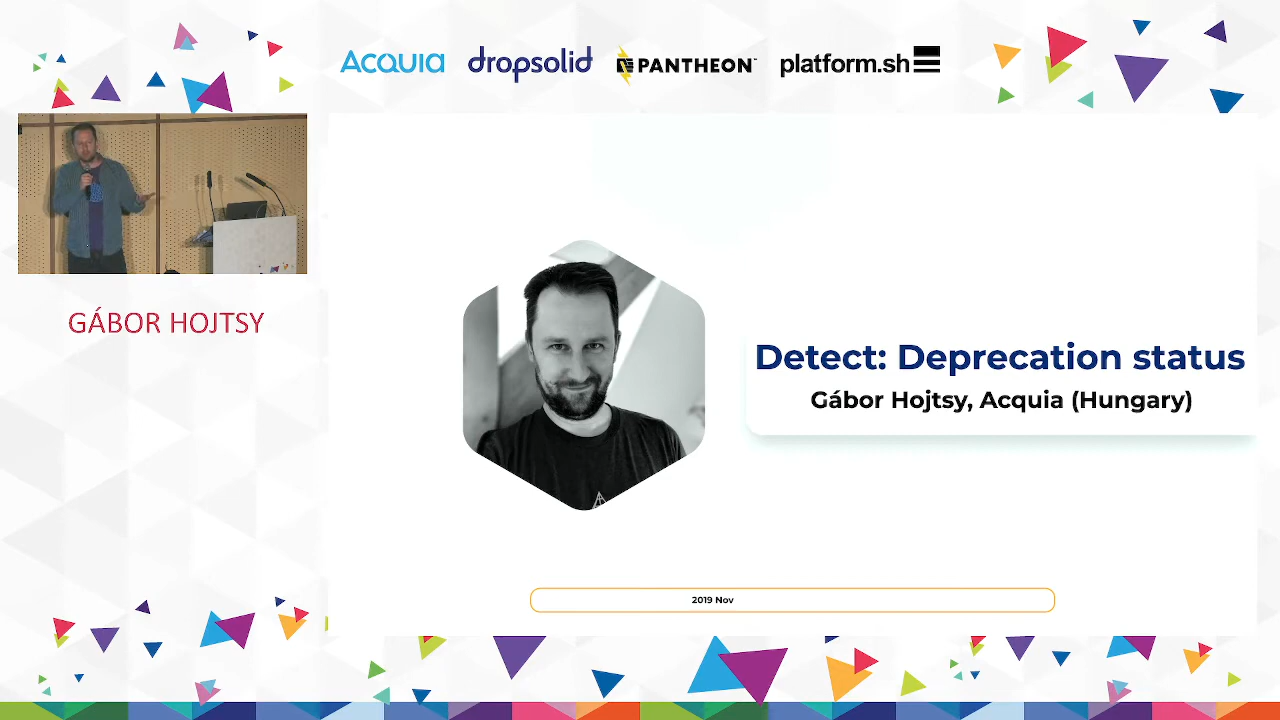 Acquia
dropsolid
PANTHEON
platform.sh
GÁBOR HOJTSY
Detect: Deprecation status
Gábor Hojtsy, Acquia (Hungary)
2019 Nov